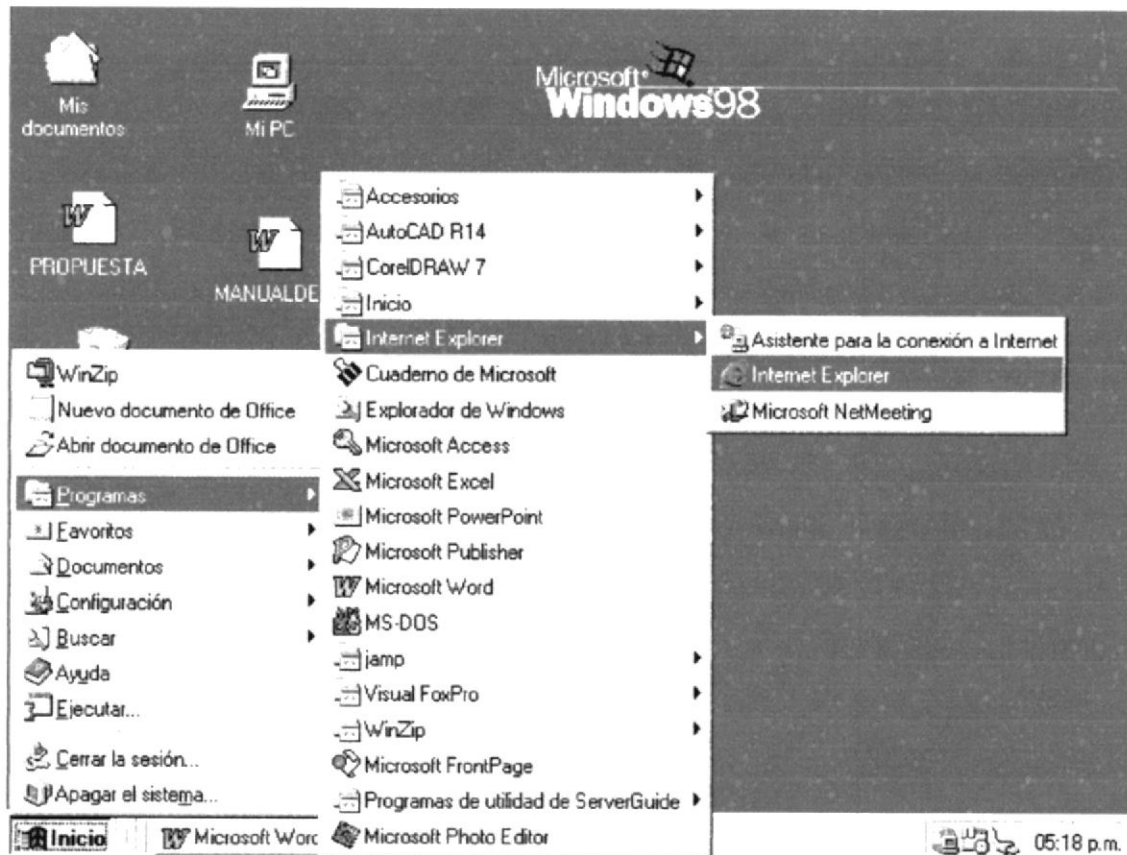 Mis
documentos
Mi PC
Microsoft
Windows 98
PROPUESTA
MANUALDE
WinZip
Nuevo documento de Office
Abrir documento de Office
Programas
Favoritos
Documentos
Configuración
Buscar
Ayuda
Ejecutar...
Cerrar la sesión...
Apagar el sistema...
Accesorios
AutoCAD R14
CorelDRAW 7
Inicio
Internet Explorer
Cuaderno de Microsoft
Explorador de Windows
Microsoft Access
Microsoft Excel
Microsoft PowerPoint
Microsoft Publisher
Microsoft Word
MS-DOS
jamp
Visual FoxPro
WinZip
Microsoft FrontPage
Programas de utilidad de ServerGuide
Microsoft Photo Editor
Asistente para la conexión a Internet
Internet Explorer
Microsoft NetMeeting
Inicio
Microsoft Word
05:18 p.m.